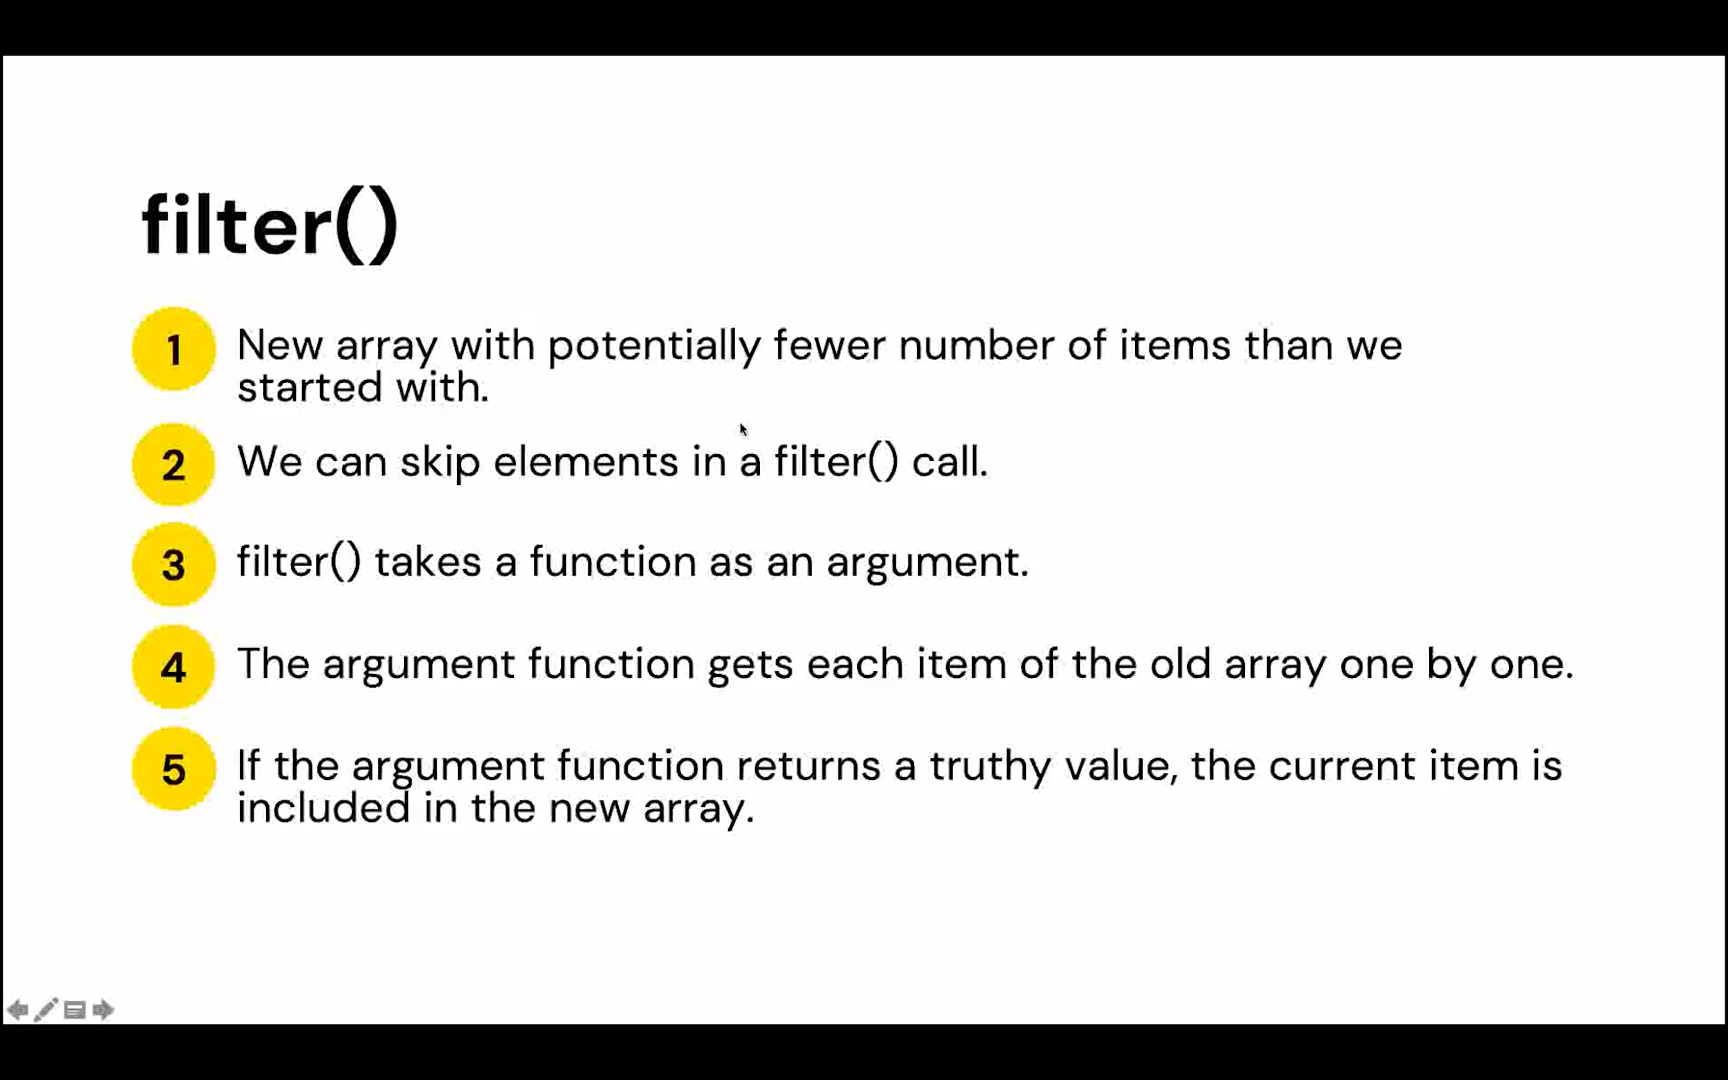 filter()
1 New array with potentially fewer number of items than we
started with.
2 We can skip elements in a filter() call.
3 filter() takes a function as an argument.
4 The argument function gets each item of the old array one by one.
5 If the argument function returns a truthy value, the current item is
included in the new array.